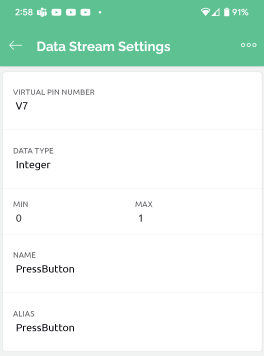 2:58 91%
Data Stream Settings
VIRTUAL PIN NUMBER
V7
DATA TYPE
Integer
MIN MAX
0 1
NAME
PressButton
ALIAS
PressButton